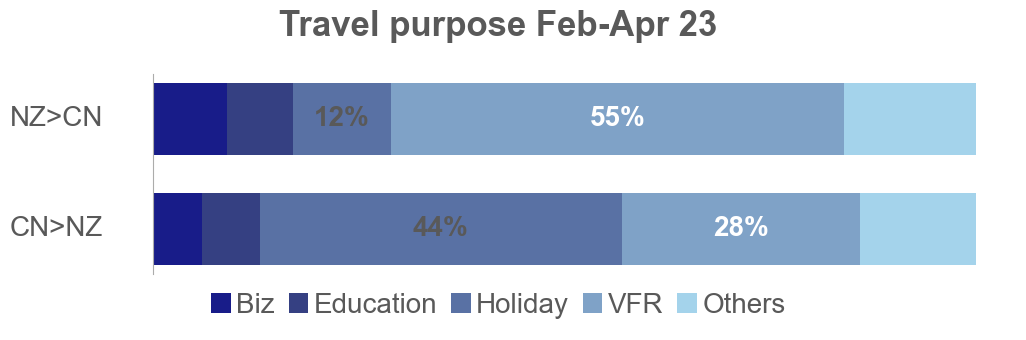 Travel purpose Feb-Apr 23
NZ>CN 12% 55%
CN>NZ 44% 28%
Biz Education Holiday VFR Others